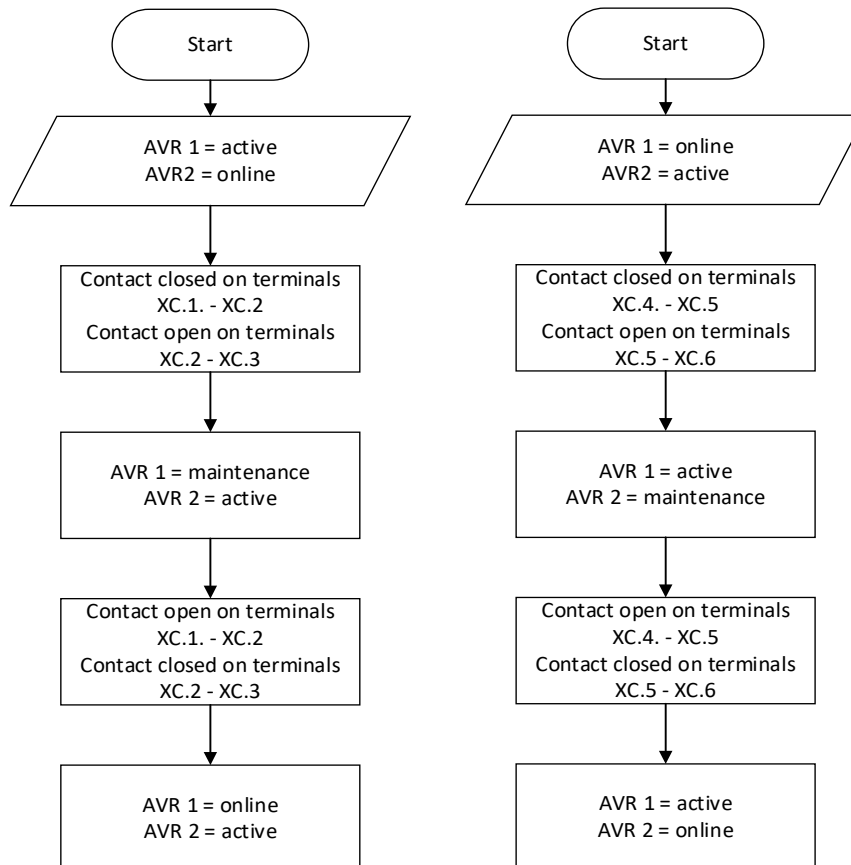 Start
AVR 1 = active
AVR2 = online
Contact closed on terminals
XC.1. - XC.2
Contact open on terminals
XC.2 - XC.3
AVR 1 = maintenance
AVR 2 = active
Contact open on terminals
XC.1. - XC.2
Contact closed on terminals
XC.2 - XC.3
AVR 1 = online
AVR 2 = active
Start
AVR 1 = online
AVR2 = active
Contact closed on terminals
XC.4. - XC.5
Contact open on terminals
XC.5 - XC.6
AVR 1 = active
AVR 2 = maintenance
Contact open on terminals
XC.4. - XC.5
Contact closed on terminals
XC.5 - XC.6
AVR 1 = active
AVR 2 = online